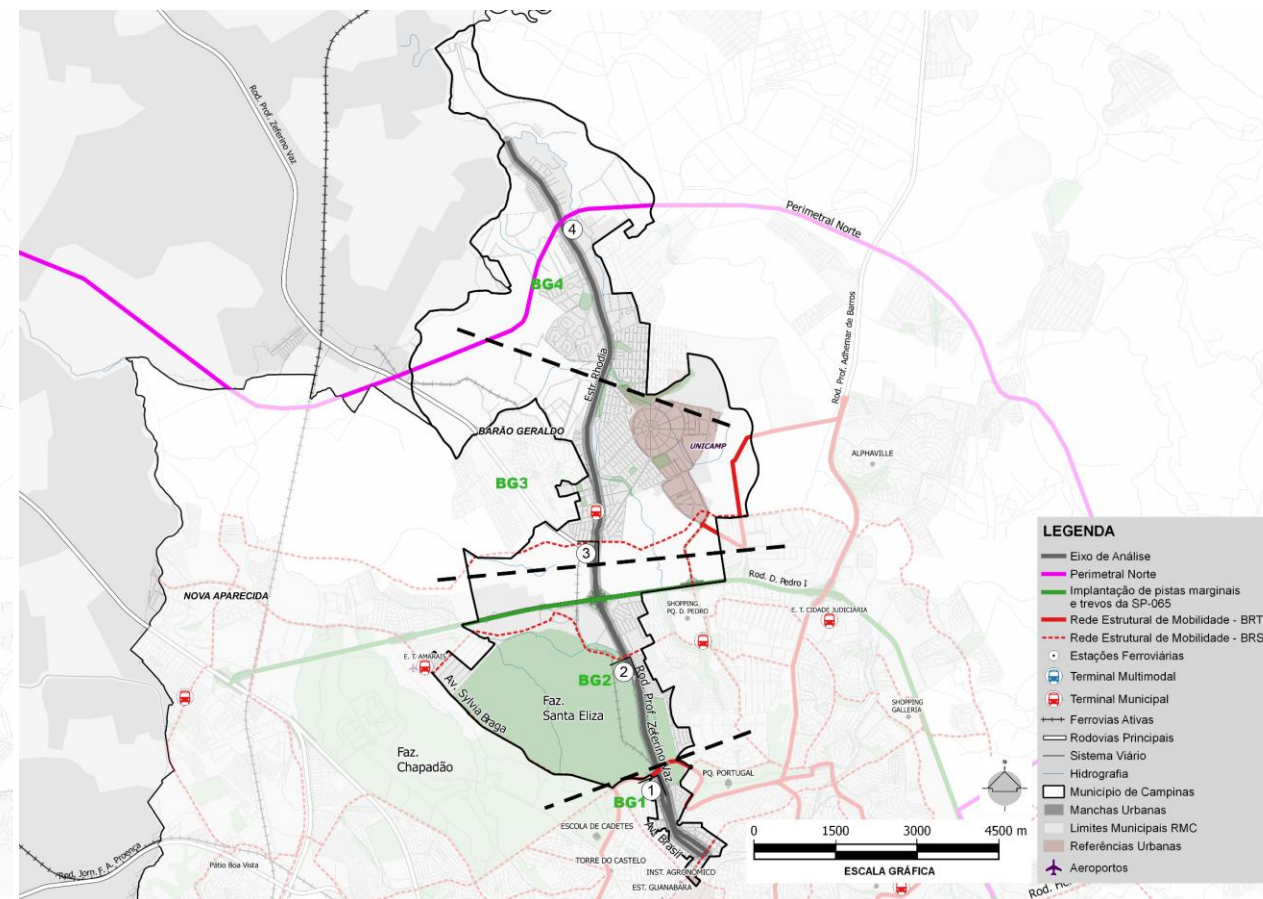 Rod. Prof. Zeferino Vaz
Perimetral Norte
4
BG4
Rod. Prof. Adhemar de Barros
Estr. Rhodia
BARÃO GERALDO
UNICAMP
ALPHAVILLE
BG3
3
NOVA APARECIDA
Rod. D. Pedro I
SHOPPING
PQ. D. PEDRO
E. T. CIDADE JUDICIÁRIA
E. T. AMARAIS
2
BG2
Av. Sylvia Braga
Faz.
Santa Eliza
Rod. Prof. Zeferino Vaz
SHOPPING
GALLERIA
Faz.
Chapadão
PQ. PORTUGAL
1
BG1
ESCOLA DE CADETES
Av. Brasil
TORRE DO CASTELO
INST. AGRONÔMICO
EST. GUANABARA
Pátio Boa Vista
Rod. Jorn. F. A. Proença
LEGENDA
Eixo de Análise
Perimetral Norte
Implantação de pistas marginais
e trevos da SP-065
Rede Estrutural de Mobilidade - BRT
Rede Estrutural de Mobilidade - BRS
Estações Ferroviárias
Terminal Multimodal
Terminal Municipal
Ferrovias Ativas
Rodovias Principais
Sistema Viário
Hidrografia
Município de Campinas
Manchas Urbanas
Limites Municipais RMC
Referências Urbanas
Aeroportos
0 1500 3000 4500 m
ESCALA GRÁFICA